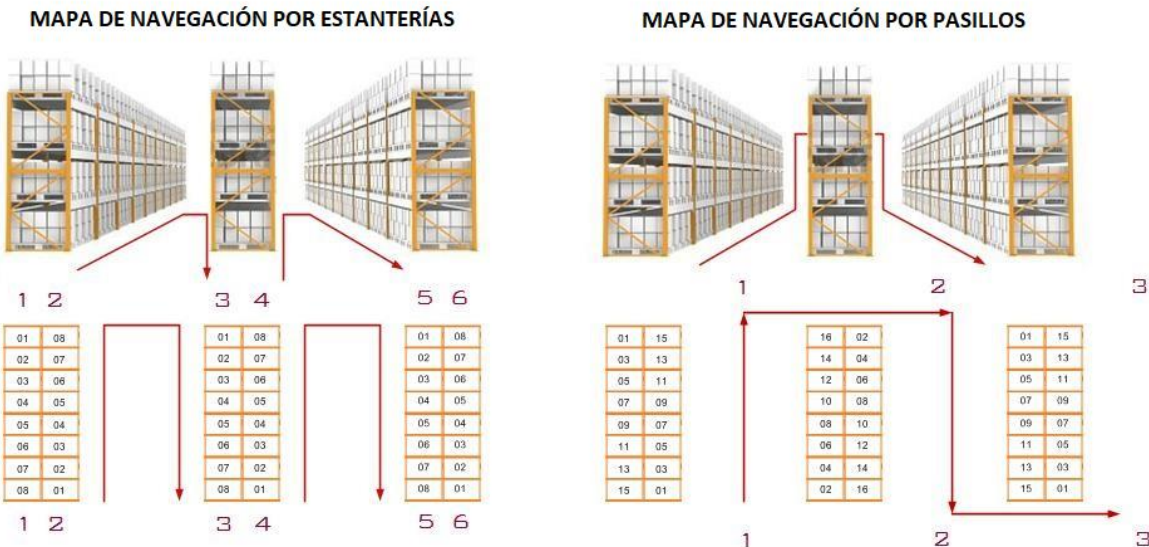 MAPA DE NAVEGACIÓN POR ESTANTERÍAS
1 2 3 4 5 6
01 08 01 08 01 08
02 07 02 07 02 07
03 06 03 06 03 06
04 05 04 05 04 05
05 04 05 04 05 04
06 03 06 03 06 03
07 02 07 02 07 02
08 01 08 01 08 01
1 2 3 4 5 6
MAPA DE NAVEGACIÓN POR PASILLOS
1 2 3
01 15 16 02 01 15
03 13 14 04 03 13
05 11 12 06 05 11
07 09 10 08 07 09
09 07 08 10 09 07
11 05 06 12 11 05
13 03 04 14 13 03
15 01 02 16 15 01
1 2 3